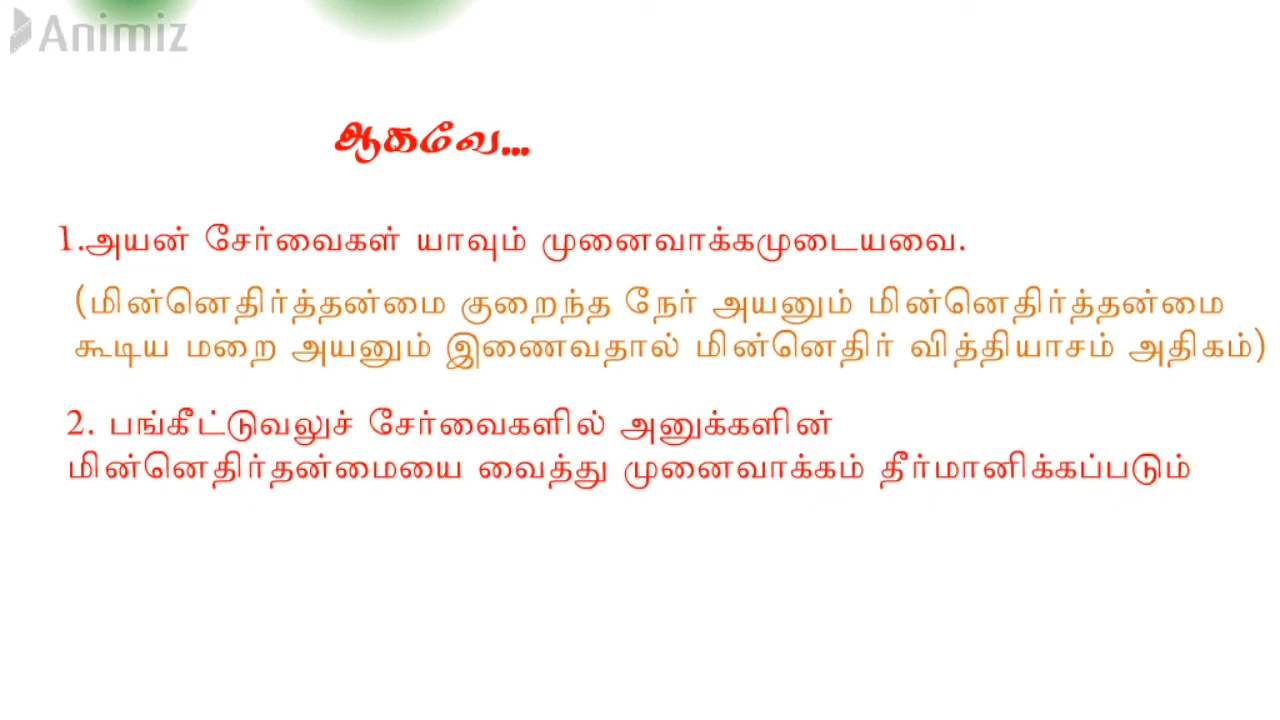 Animiz
ஆகவே...
1.அயன் சேர்வைகள் யாவும் முனைவாக்கமுடையவை.
(மின்னெதிர்த்தன்மை குறைந்த நேர் அயனும் மின்னெதிர்த்தன்மை
கூடிய மறை அயனும் இணைவதால் மின்னெதிர் வித்தியாசம் அதிகம்)
2. பங்கீட்டுவலுச் சேர்வைகளில் அனுக்களின்
மின்னெதிர்தன்மையை வைத்து முனைவாக்கம் தீர்மானிக்கப்படும்